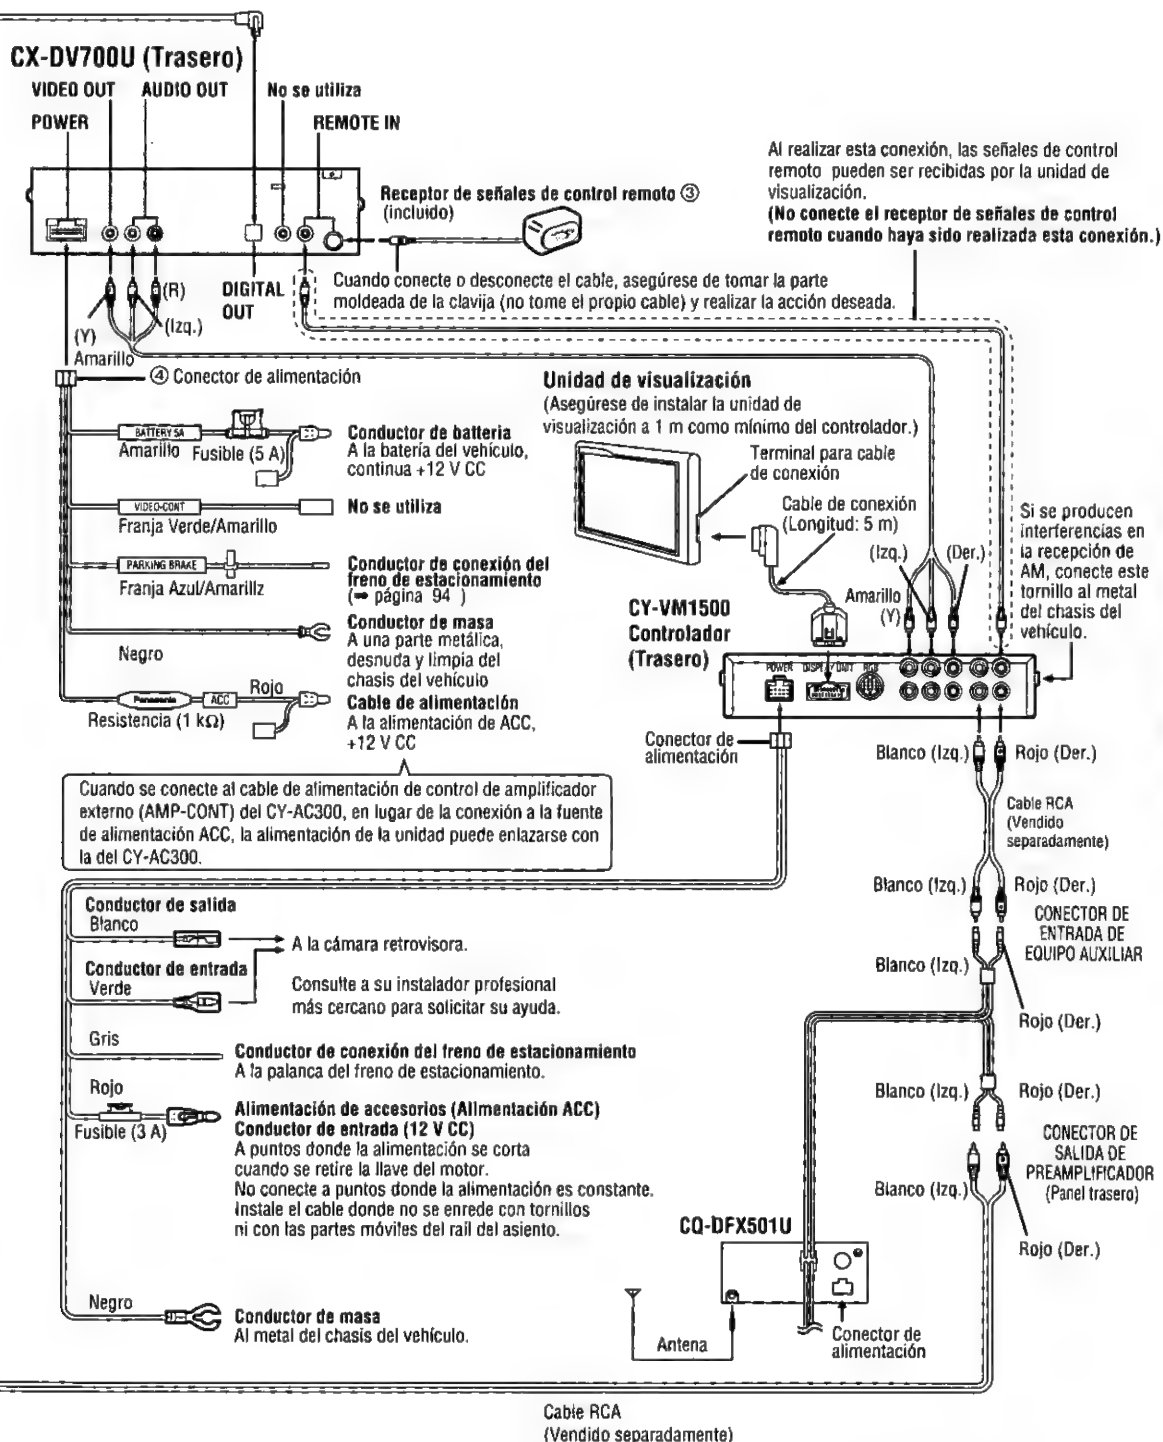 CX-DV700U (Trasero)
VIDEO OUT
AUDIO OUT
No se utiliza
POWER
REMOTE IN
Al realizar esta conexión, las señales de control
remoto pueden ser recibidas por la unidad de
visualización.
(No conecte el receptor de señales de control
remoto cuando haya sido realizada esta conexión.)
Receptor de señales de control remoto ③
(incluido)
(R)
(Izq.)
(Y)
Amarillo
DIGITAL
OUT
Cuando conecte o desconecte el cable, asegúrese de tomar la parte
moldeada de la clavija (no tome el propio cable) y realizar la acción deseada.
④ Conector de alimentación
BATTERY 5A
Amarillo
Fusible (5 A)
Conductor de batteria
A la batería del vehículo,
continua +12 V CC
VIDEO-CONT
Franja Verde/Amarillo
No se utiliza
PARKING BRAKE
Franja Azul/Amarillz
Conductor de conexión del
freno de estacionamiento
(➡ página 94 )
Negro
Conductor de masa
A una parte metálica,
desnuda y limpia del
chasis del vehículo
Panasonic
ACC
Rojo
Resistencia (1 kΩ)
Cable de alimentación
A la alimentación de ACC,
+12 V CC
Cuando se conecte al cable de alimentación de control de amplificador
externo (AMP-CONT) del CY-AC300, en lugar de la conexión a la fuente
de alimentación ACC, la alimentación de la unidad puede enlazarse con
la del CY-AC300.
Unidad de visualización
(Asegúrese de instalar la unidad de
visualización a 1 m como mínimo del controlador.)
Terminal para cable
de conexión
Cable de conexión
(Longitud: 5 m)
(Izq.)
(Der.)
Amarillo
(Y)
Si se producen
interferencias en
la recepción de
AM, conecte este
tornillo al metal
del chasis del
vehículo.
CY-VM1500
Controlador
(Trasero)
POWER
DISPLAY UNIT
RGB
Conector de
alimentación
Blanco (Izq.)
Rojo (Der.)
Cable RCA
(Vendido
separadamente)
Blanco (Izq.)
Rojo (Der.)
CONECTOR DE
ENTRADA DE
EQUIPO AUXILIAR
Blanco (Izq.)
Rojo (Der.)
Blanco (Izq.)
Rojo (Der.)
CONECTOR DE
SALIDA DE
PREAMPLIFICADOR
(Panel trasero)
Blanco (Izq.)
Rojo (Der.)
Conductor de salida
Blanco
A la cámara retrovisora.
Conductor de entrada
Verde
Consulte a su instalador profesional
más cercano para solicitar su ayuda.
Gris
Conductor de conexión del freno de estacionamiento
A la palanca del freno de estacionamiento.
Rojo
Fusible (3 A)
Alimentación de accesorios (Alimentación ACC)
Conductor de entrada (12 V CC)
A puntos donde la alimentación se corta
cuando se retire la llave del motor.
No conecte a puntos donde la alimentación es constante.
Instale el cable donde no se enrede con tornillos
ni con las partes móviles del rail del asiento.
Negro
Conductor de masa
Al metal del chasis del vehículo.
CQ-DFX501U
Antena
Conector de
alimentación
Cable RCA
(Vendido separadamente)